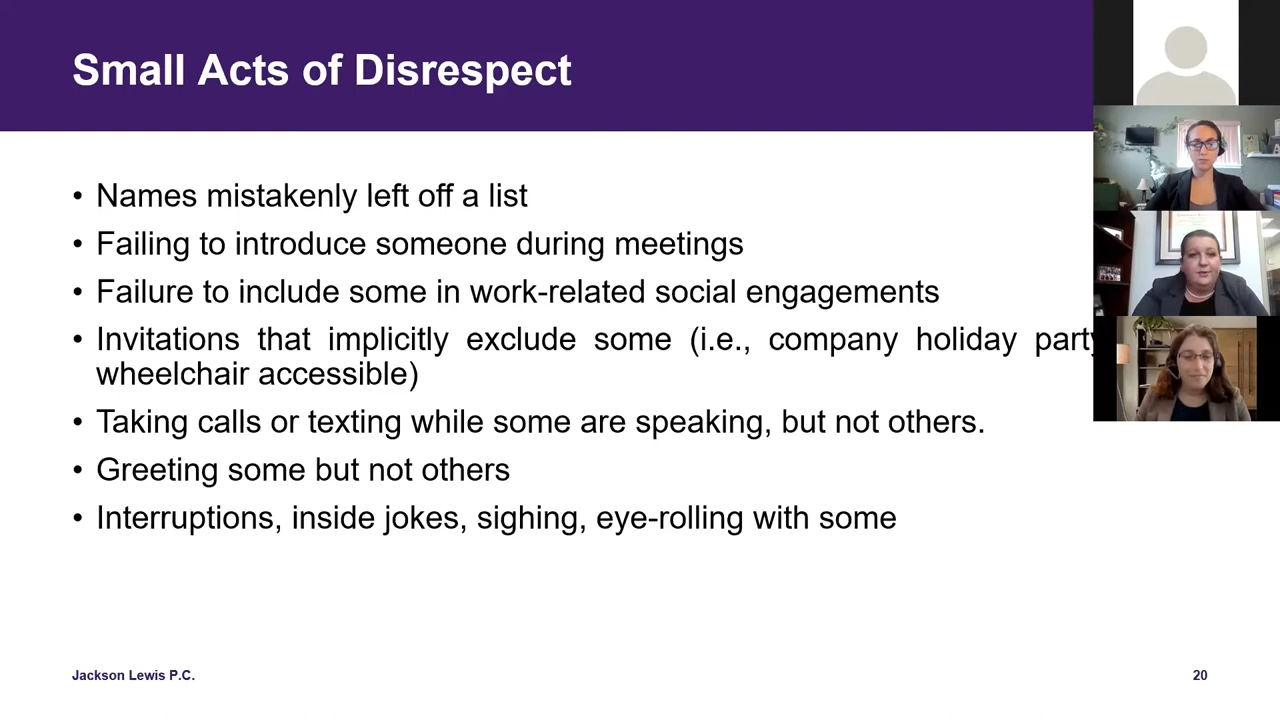 Small Acts of Disrespect
• Names mistakenly left off a list
• Failing to introduce someone during meetings
• Failure to include some in work-related social engagements
• Invitations that implicitly exclude some (i.e., company holiday party
wheelchair accessible)
• Taking calls or texting while some are speaking, but not others.
• Greeting some but not others
• Interruptions, inside jokes, sighing, eye-rolling with some
Jackson Lewis P.C.
20